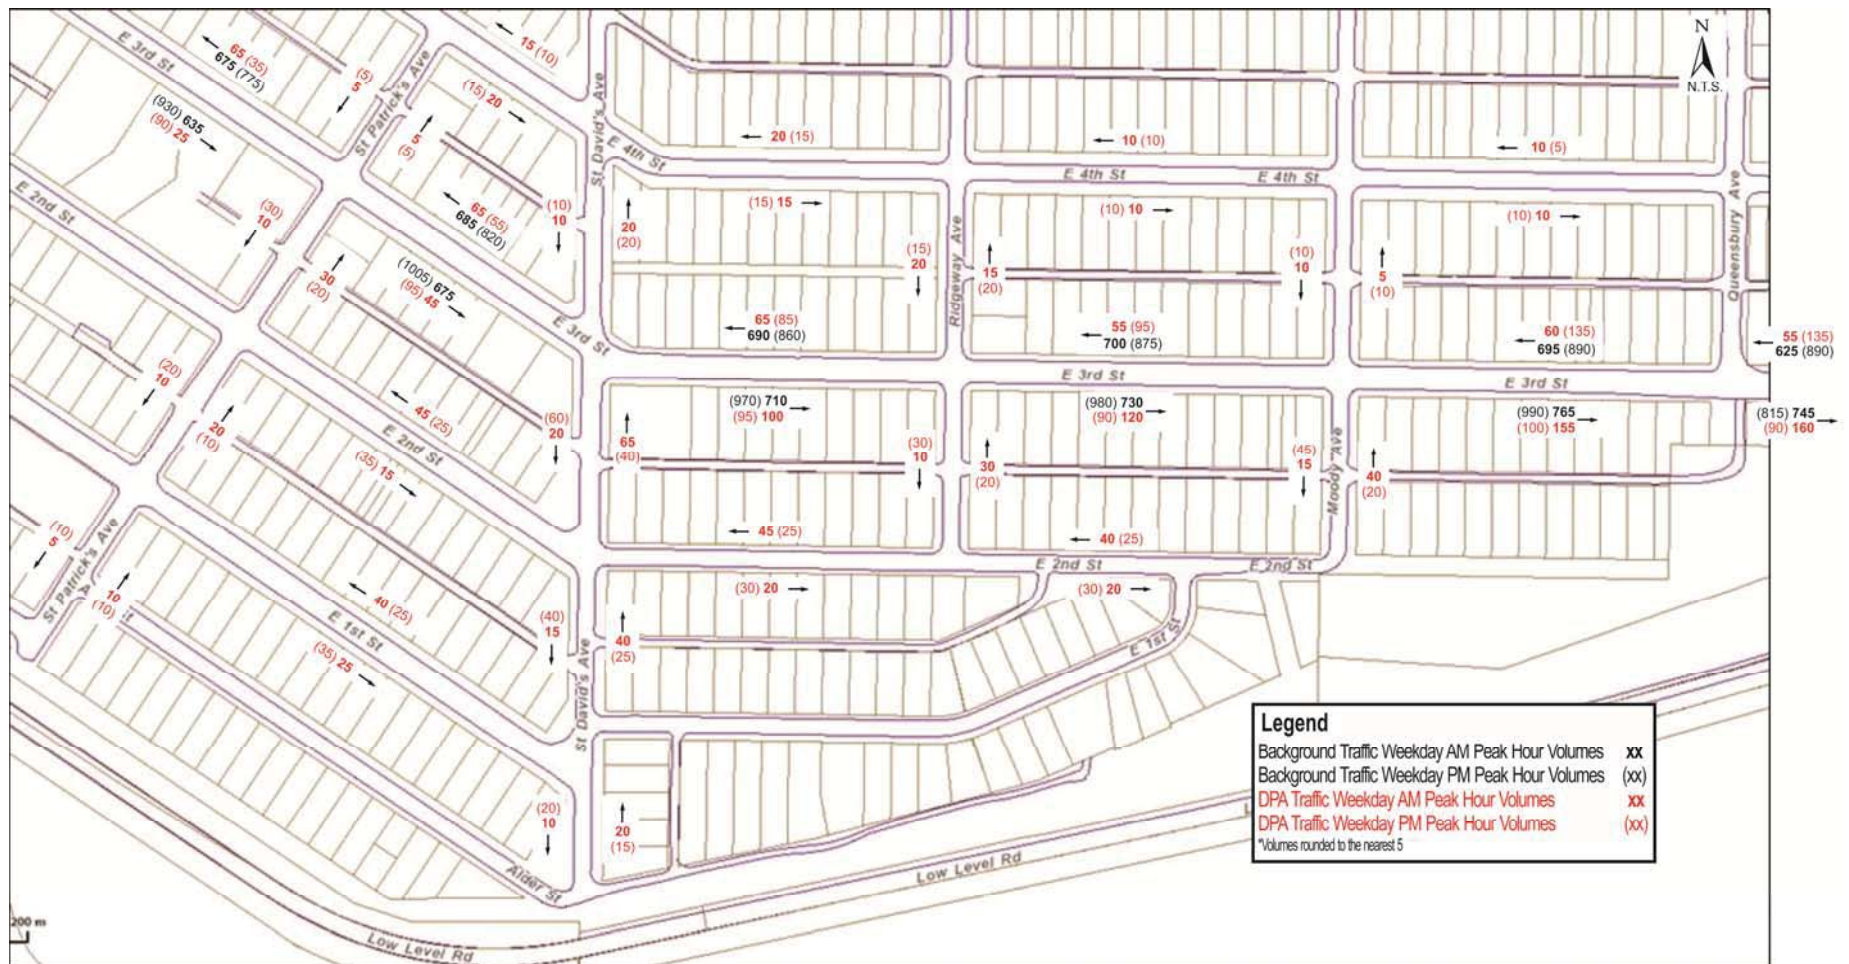 E 3rd St
65 (35)
675 (775)
(5)
5
St Patrick's Ave
15 (10)
N
N.T.S.
(930) 635
(90) 25
(15) 20
5
(5)
St David's Ave
E 4th St
20 (15)
10 (10)
10 (5)
E 2nd St
E 4th St
E 4th St
Queensbury Ave
(30)
10
65 (55)
685 (820)
(10)
10
20
(20)
(15) 15
(10) 10
(10) 10
30
(20)
(1005) 675
(95) 45
(15)
20
Ridgeway Ave
15
(20)
(10)
10
5
(10)
E 3rd St
65 (85)
690 (860)
55 (95)
700 (875)
60 (135)
695 (890)
55 (135)
625 (890)
(20)
10
E 3rd St
E 3rd St
20
(10)
45 (25)
(60)
20
65
(40)
(970) 710
(95) 100
(980) 730
(90) 120
(990) 765
(100) 155
(815) 745
(90) 160
E 2nd St
(35) 15
(30)
10
30
(20)
(45)
15
Moody Ave
40
(20)
(10)
5
St Patrick's Ave
45 (25)
40 (25)
10
(10)
E 1st St
40 (25)
(35) 25
(40)
15
St David's Ave
40
(25)
(30) 20
E 2nd St
(30) 20
E 2nd St
E 1st St
(20)
10
20
(15)
Alder St
Low Level Rd
Low Level Rd
200 m
Legend
Background Traffic Weekday AM Peak Hour Volumes xx
Background Traffic Weekday PM Peak Hour Volumes (xx)
DPA Traffic Weekday AM Peak Hour Volumes xx
DPA Traffic Weekday PM Peak Hour Volumes (xx)
*Volumes rounded to the nearest 5